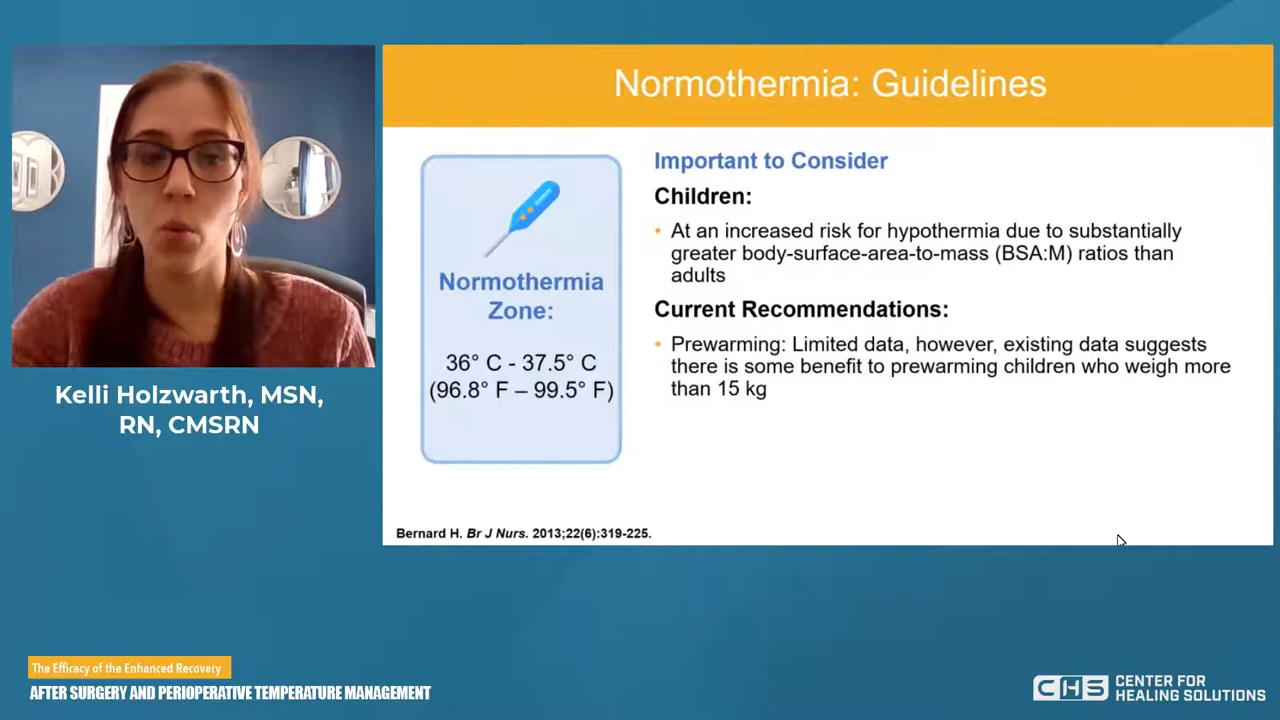 Normothermia: Guidelines
Normothermia
Zone:
36° C - 37.5° C
(96.8° F – 99.5° F)
Important to Consider
Children:
• At an increased risk for hypothermia due to substantially
greater body-surface-area-to-mass (BSA:M) ratios than
adults
Current Recommendations:
• Prewarming: Limited data, however, existing data suggests
there is some benefit to prewarming children who weigh more
than 15 kg
Bernard H. Br J Nurs. 2013;22(6):319-225.
Kelli Holzwarth, MSN,
RN, CMSRN
The Efficacy of the Enhanced Recovery
AFTER SURGERY AND PERIOPERATIVE TEMPERATURE MANAGEMENT
CHS
CENTER FOR
HEALING SOLUTIONS